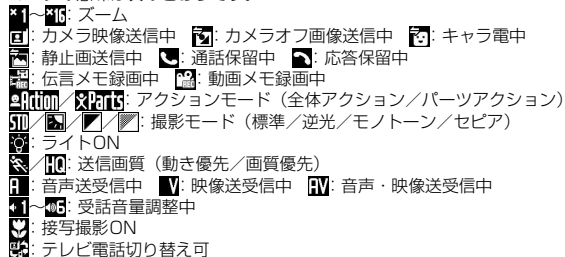 ×1～×16：ズーム
：カメラ映像送信中　：カメラオフ画像送信中　：キャラ電中
：静止画送信中　：通話保留中　：応答保留中
：伝言メモ録画中　：動画メモ録画中
Action／Parts：アクションモード（全体アクション／パーツアクション）
STD／／／：撮影モード（標準／逆光／モノトーン／セピア）
：ライトON
／HQ：送信画質（動き優先／画質優先）
A：音声送受信中　V：映像送受信中　AV：音声・映像送受信中
1～6：受話音量調整中
：接写撮影ON
：テレビ電話切り替え可